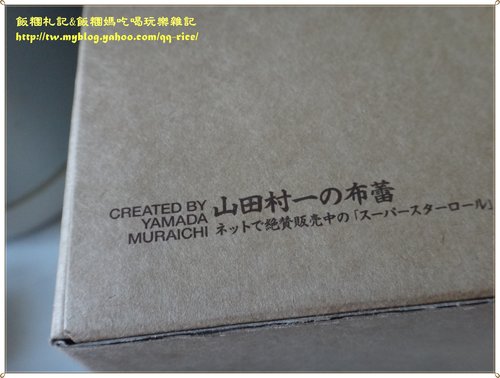 飯糰札記&飯糰媽吃喝玩樂雜記
http://tw.myblog.yahoo.com/qq-rice/
CREATED BY
YAMADA
MURAICHI
山田村一の布蕾
ネットで絶賛販売中の「スーパースターロール」